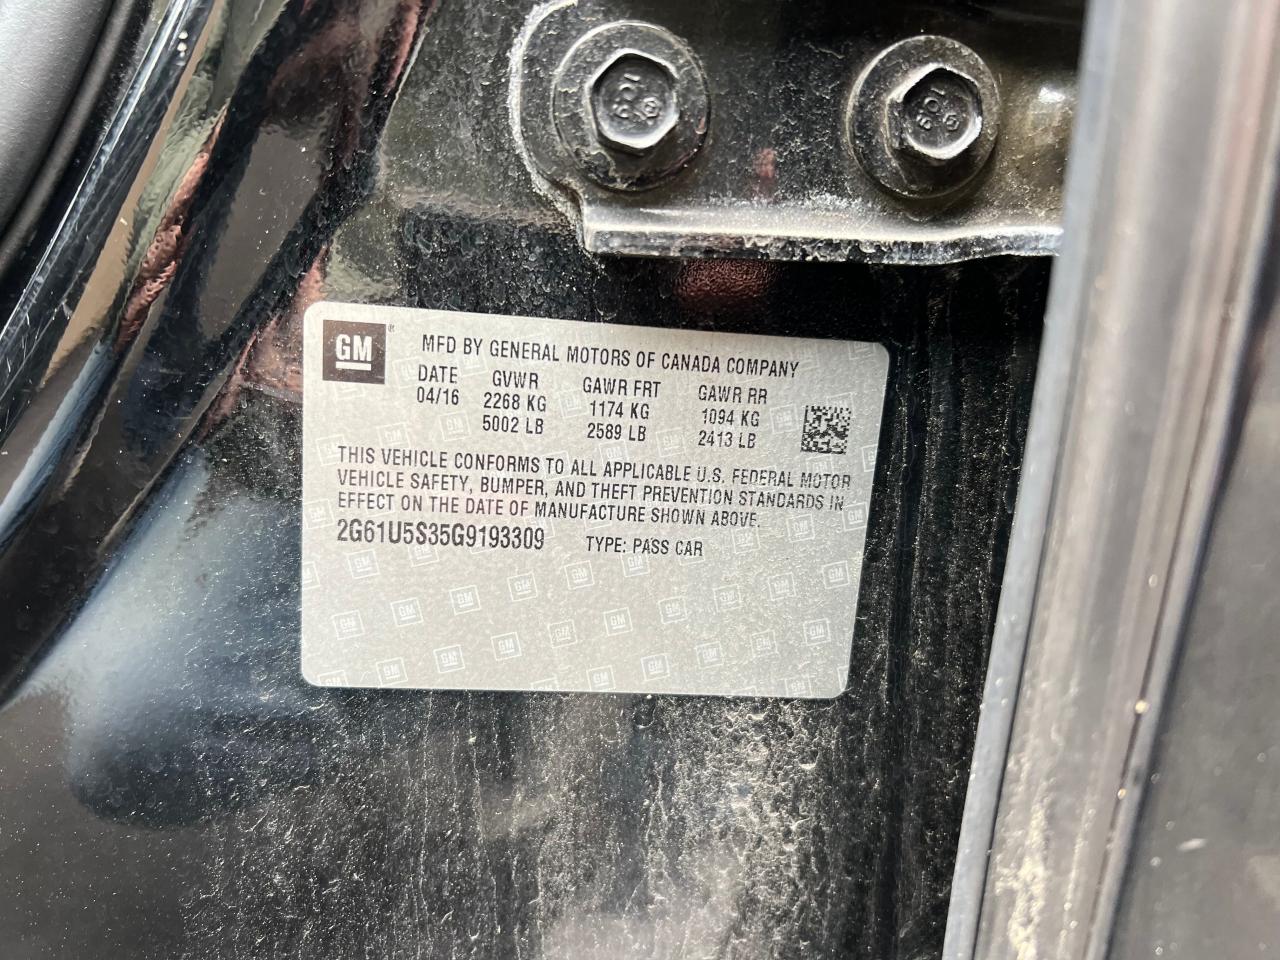 GM
MFD BY GENERAL MOTORS OF CANADA COMPANY
DATE GVWR GAWR FRT GAWR RR
04/16 2268 KG 1174 KG 1094 KG
5002 LB 2589 LB 2413 LB
THIS VEHICLE CONFORMS TO ALL APPLICABLE U.S. FEDERAL MOTOR
VEHICLE SAFETY, BUMPER, AND THEFT PREVENTION STANDARDS IN
EFFECT ON THE DATE OF MANUFACTURE SHOWN ABOVE.
2G61U5S35G9193309 TYPE: PASS CAR